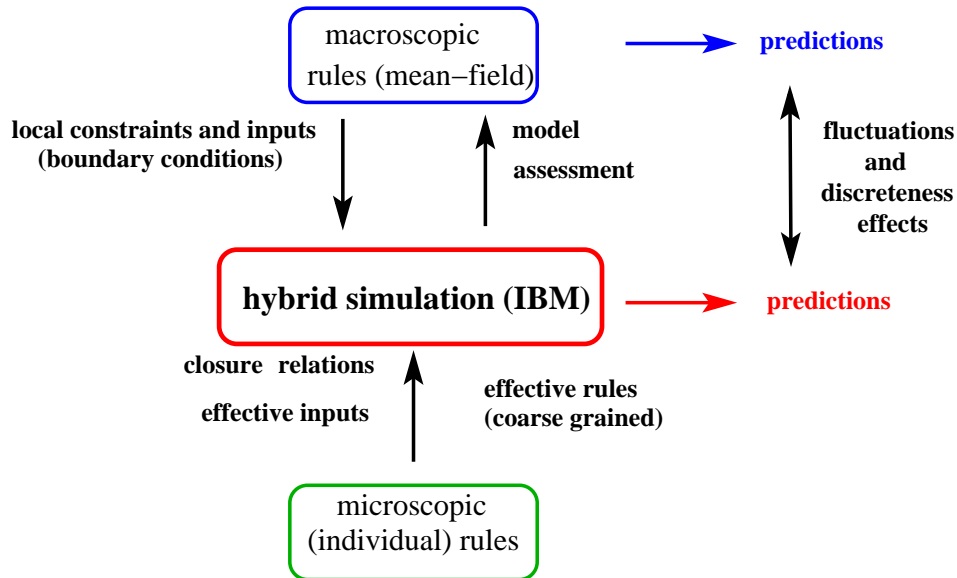 macroscopic
rules (mean−field)
predictions
local constraints and inputs
(boundary conditions)
model
assessment
fluctuations
and
discreteness
effects
hybrid simulation (IBM)
predictions
closure relations
effective inputs
effective rules
(coarse grained)
microscopic
(individual) rules